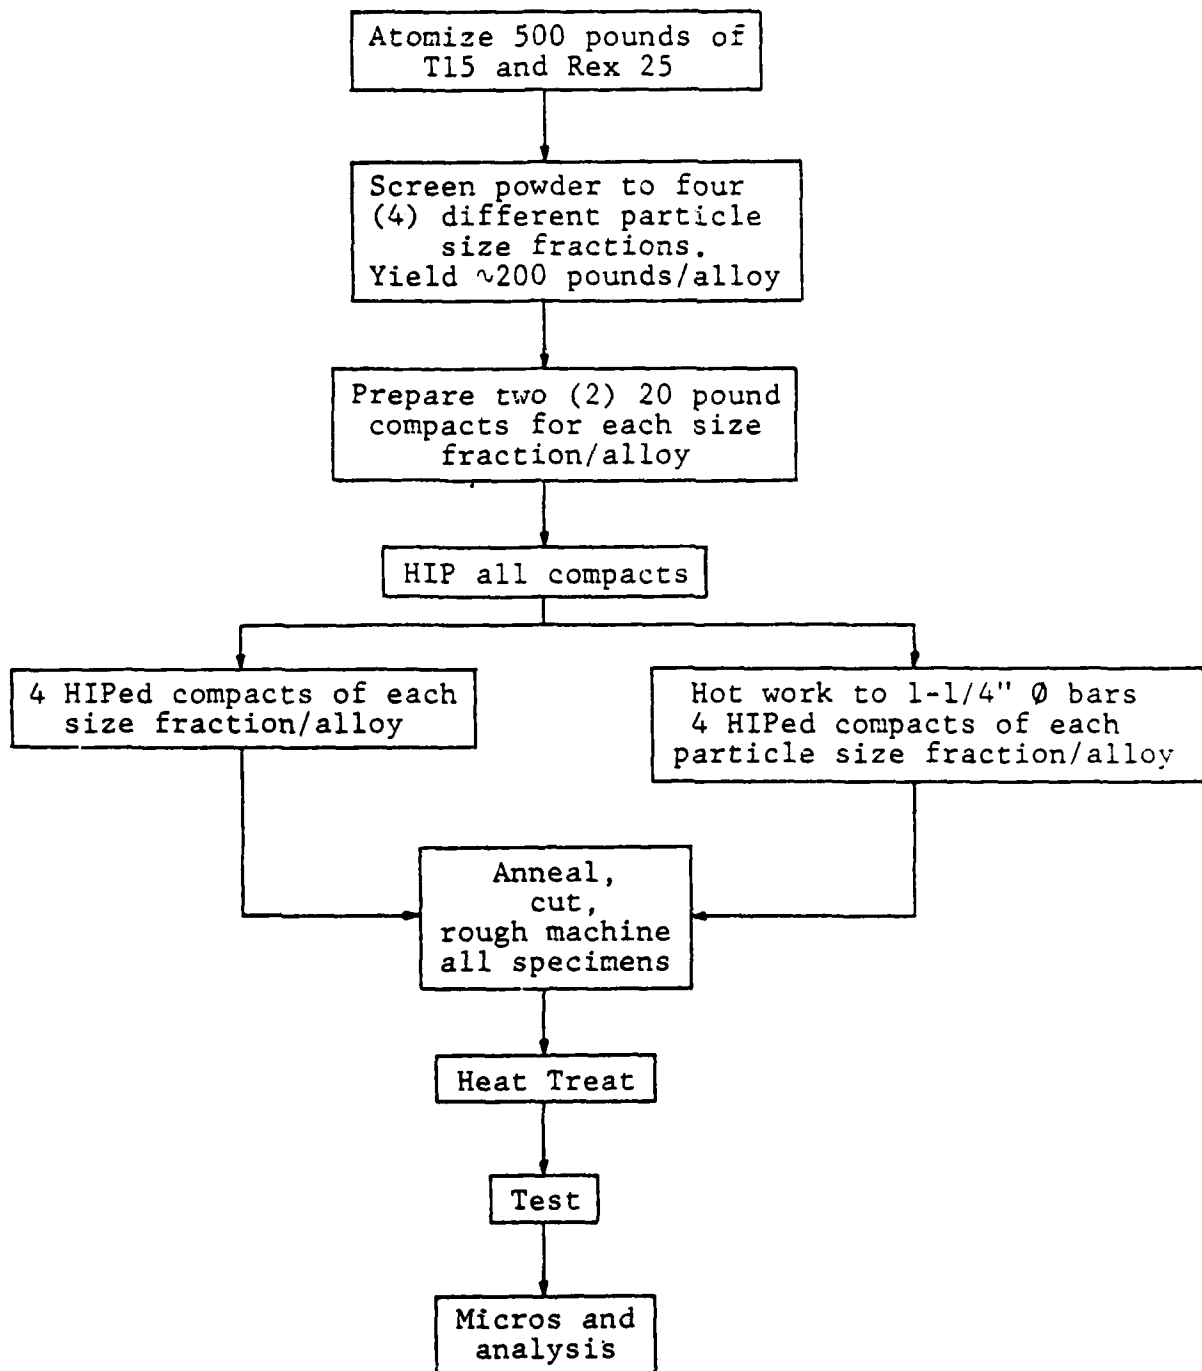 Atomize 500 pounds of
T15 and Rex 25
Screen powder to four
(4) different particle
size fractions.
Yield ~200 pounds/alloy
Prepare two (2) 20 pound
compacts for each size
fraction/alloy
HIP all compacts
4 HIPed compacts of each
size fraction/alloy
Hot work to 1-1/4" Ø bars
4 HIPed compacts of each
particle size fraction/alloy
Anneal,
cut,
rough machine
all specimens
Heat Treat
Test
Micros and
analysis